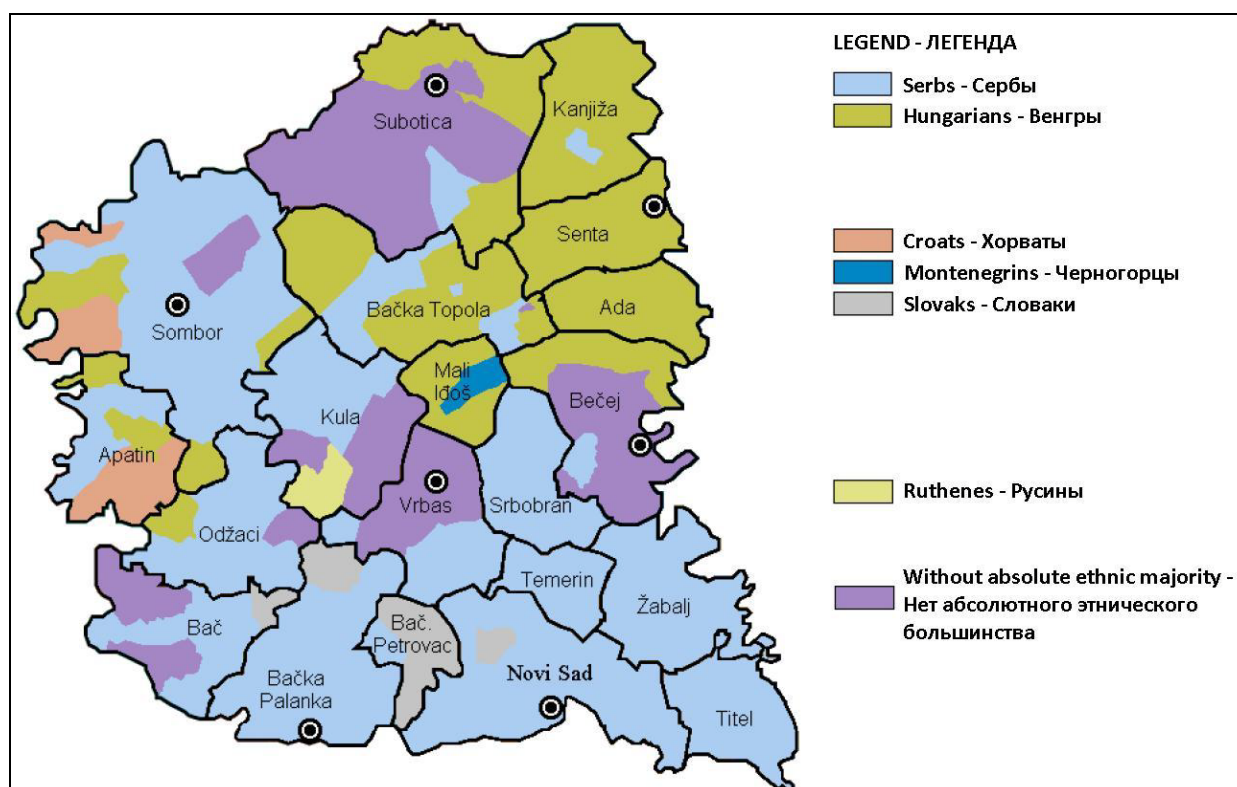 LEGEND - ЛЕГЕНДА
Serbs - Сербы
Hungarians - Венгры
Croats - Хорваты
Montenegrins - Черногорцы
Slovaks - Словаки
Ruthenes - Русины
Without absolute ethnic majority -
Нет абсолютного этнического
большинства
Kanjiža
Subotica
Senta
Bačka Topola
Ada
Sombor
Mali
Iđoš
Bečej
Kula
Apatin
Vrbas
Srbobran
Odžaci
Temerin
Žabalj
Bač
Bač.
Petrovac
Novi Sad
Bačka
Palanka
Titel